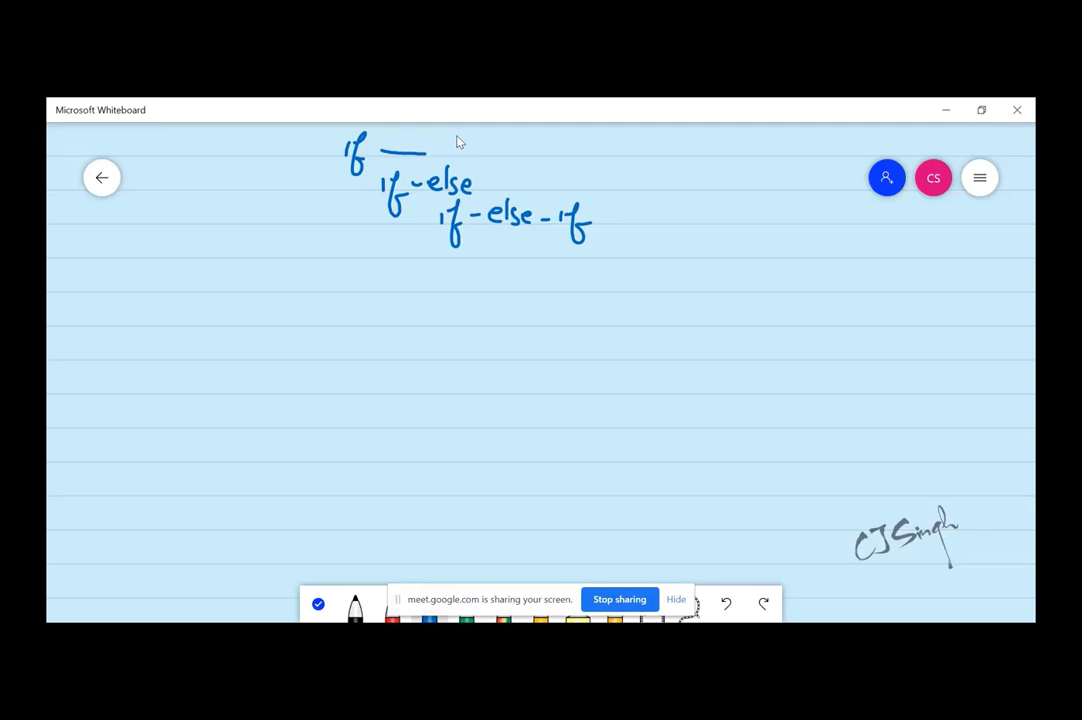 Microsoft Whiteboard
if —
if-else
if-else-if
CS
CJSingh
meet.google.com is sharing your screen. Stop sharing Hide